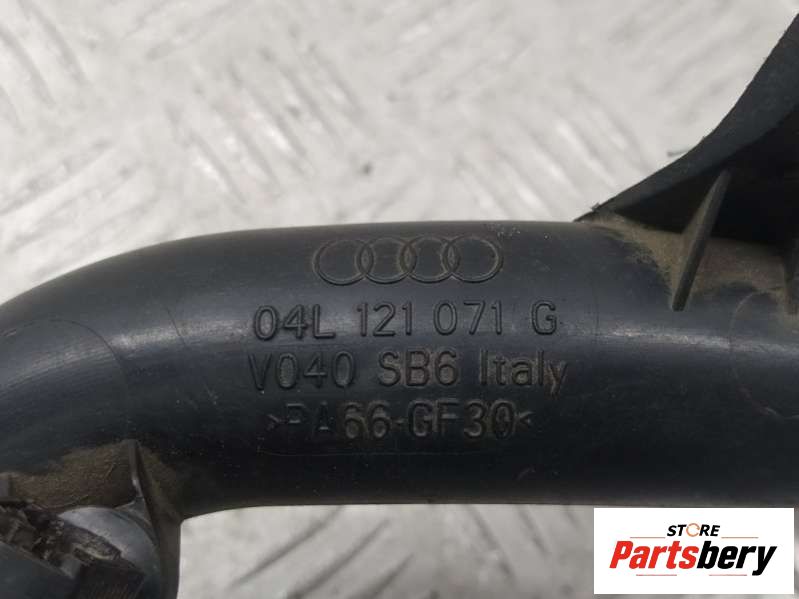 04L 121 071 G
V040 SB6 Italy
>PA66-GF30<
STORE
Partsbery